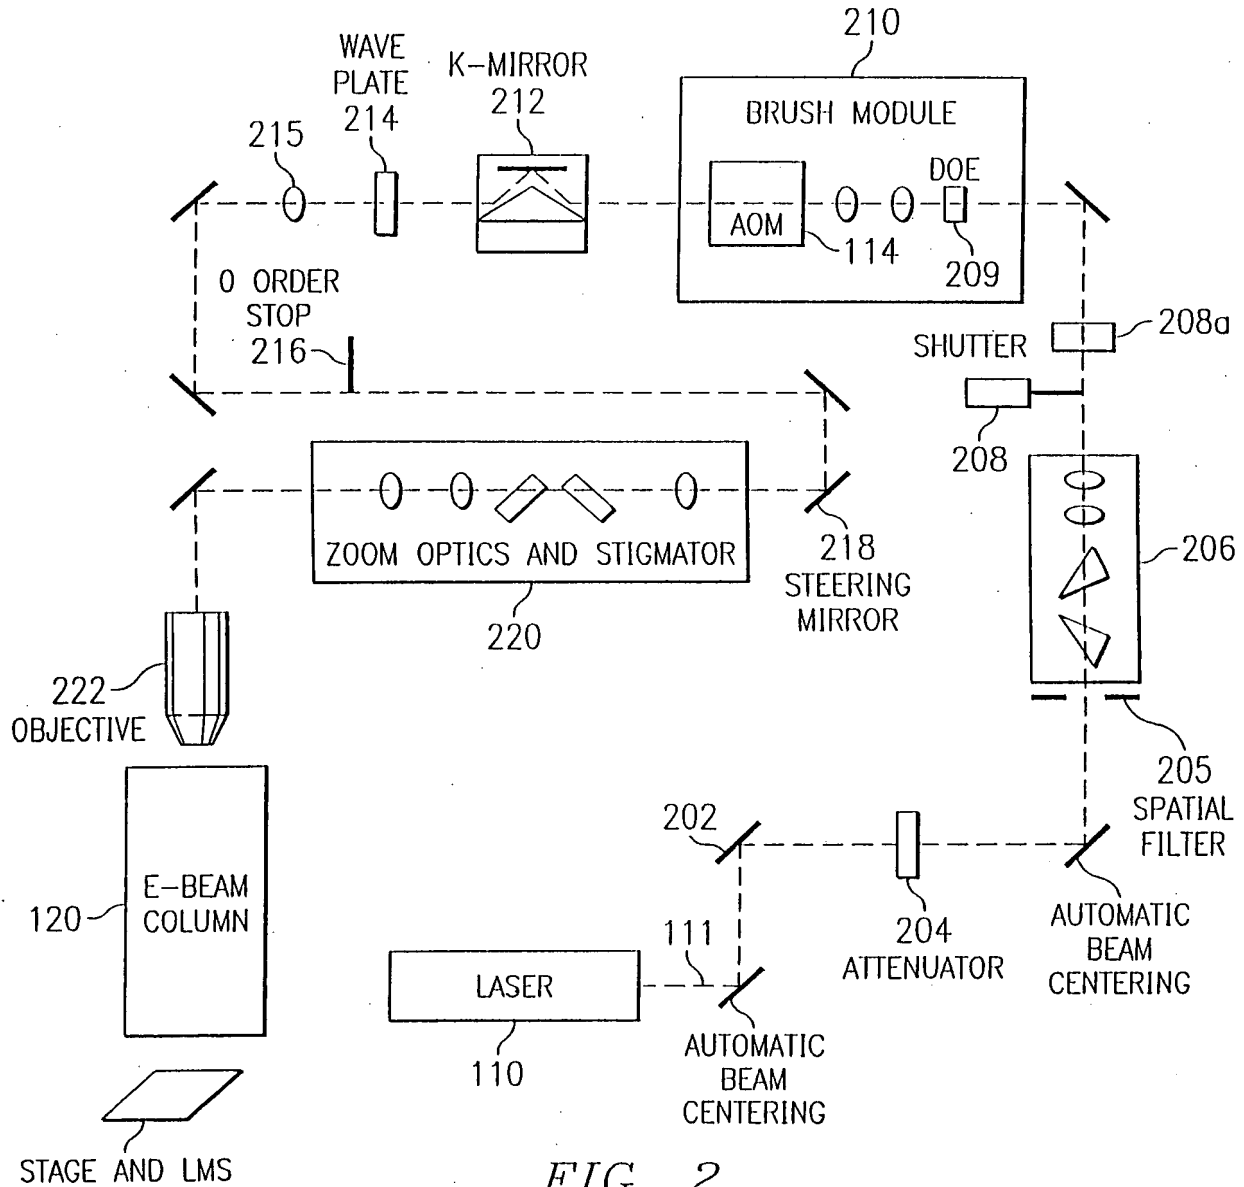 210
WAVE
PLATE
214
K-MIRROR
212
BRUSH MODULE
215
DOE
AOM
114
209
0 ORDER
STOP
216
208a
SHUTTER
208
206
ZOOM OPTICS AND STIGMATOR
220
218
STEERING
MIRROR
222
OBJECTIVE
205
SPATIAL
FILTER
202
E-BEAM
COLUMN
120
204
ATTENUATOR
AUTOMATIC
BEAM
CENTERING
111
LASER
110
AUTOMATIC
BEAM
CENTERING
STAGE AND LMS
FIG. 2